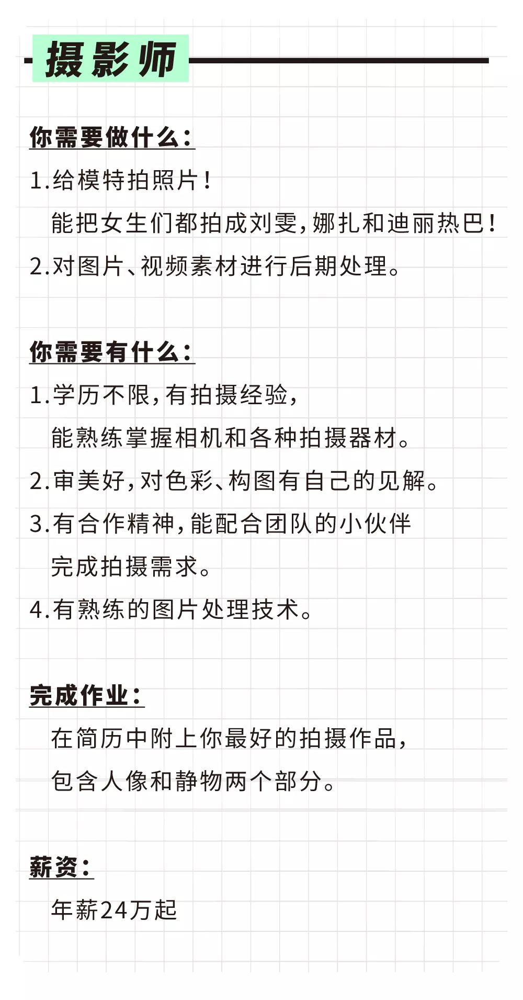 摄影师
你需要做什么：
1.给模特拍照片！
能把女生们都拍成刘雯，娜扎和迪丽热巴！
2.对图片、视频素材进行后期处理。
你需要有什么：
1.学历不限，有拍摄经验，
能熟练掌握相机和各种拍摄器材。
2.审美好，对色彩、构图有自己的见解。
3.有合作精神，能配合团队的小伙伴
完成拍摄需求。
4.有熟练的图片处理技术。
完成作业：
在简历中附上你最好的拍摄作品，
包含人像和静物两个部分。
薪资：
年薪24万起